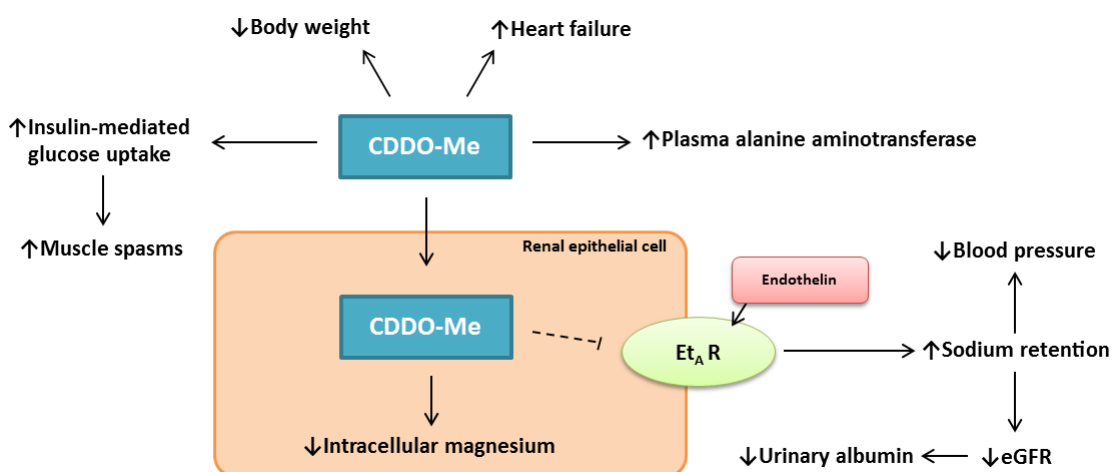 ↓Body weight
↑Heart failure
↑Insulin-mediated
glucose uptake
CDDO-Me
↑Plasma alanine aminotransferase
↑Muscle spasms
Renal epithelial cell
↓Blood pressure
Endothelin
CDDO-Me
Et_A R
↑Sodium retention
↓Intracellular magnesium
↓Urinary albumin
↓eGFR